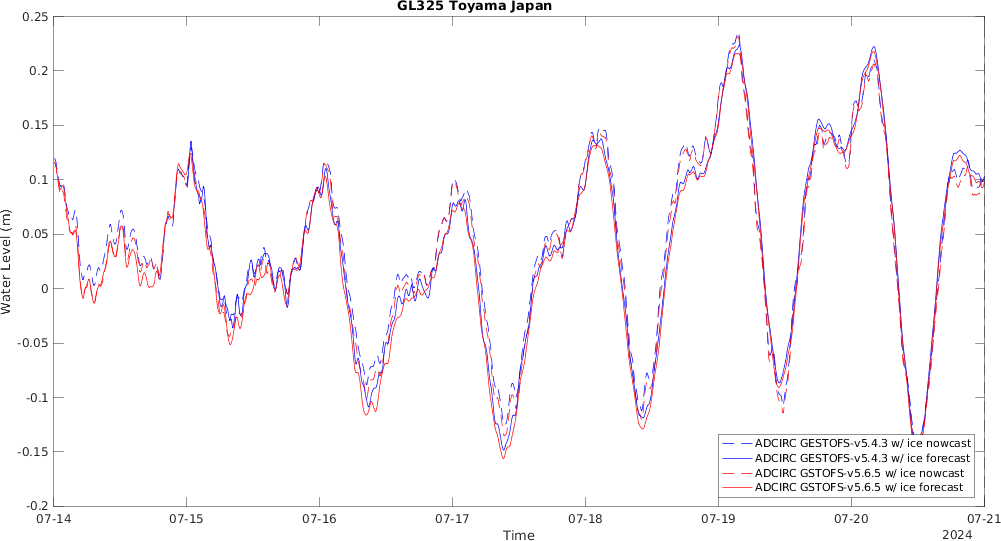 GL325 Toyama Japan
0.25
0.2
0.15
0.1
0.05
0
-0.05
-0.1
-0.15
-0.2
Water Level (m)
ADCIRC GESTOFS-v5.4.3 w/ ice nowcast
ADCIRC GESTOFS-v5.4.3 w/ ice forecast
ADCIRC GSTOFS-v5.6.5 w/ ice nowcast
ADCIRC GSTOFS-v5.6.5 w/ ice forecast
07-14 07-15 07-16 07-17 07-18 07-19 07-20 07-21
Time
2024